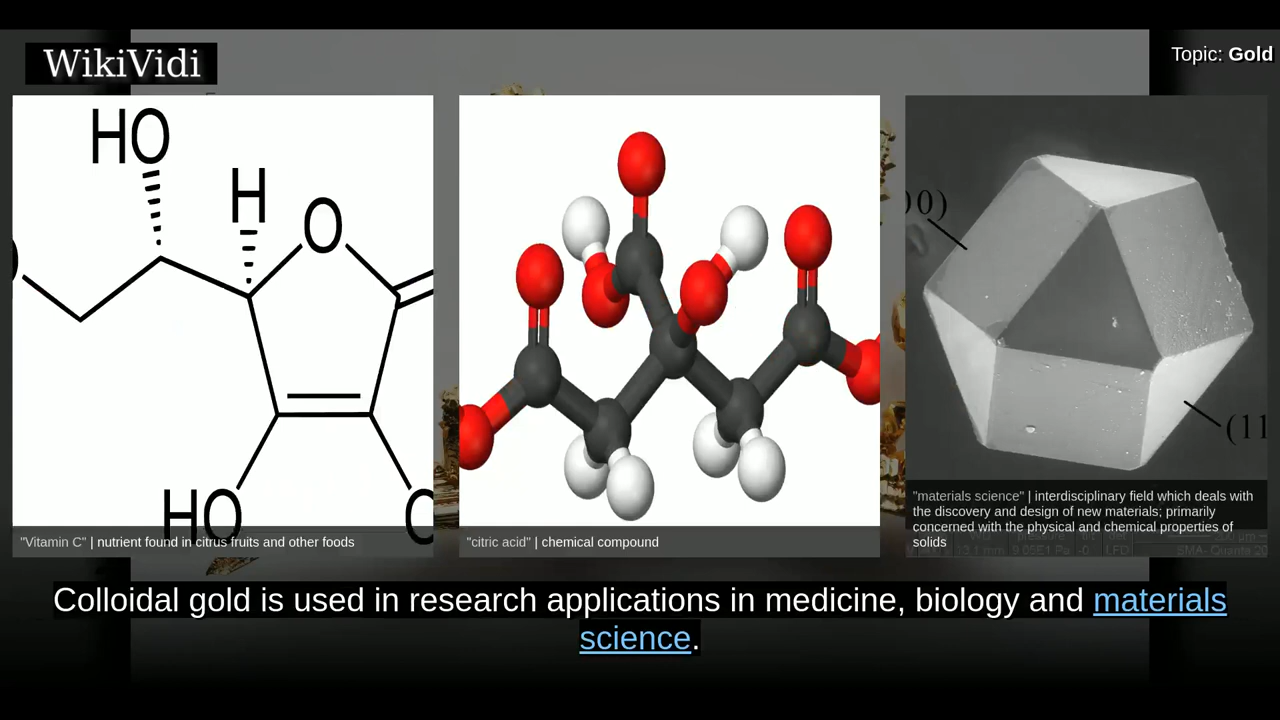 WikiVidi
Topic: Gold
HO
H
O
HO
00)
(11
"Vitamin C" | nutrient found in citrus fruits and other foods
"citric acid" | chemical compound
"materials science" | interdisciplinary field which deals with
the discovery and design of new materials; primarily
concerned with the physical and chemical properties of
solids
Colloidal gold is used in research applications in medicine, biology and materials
science.